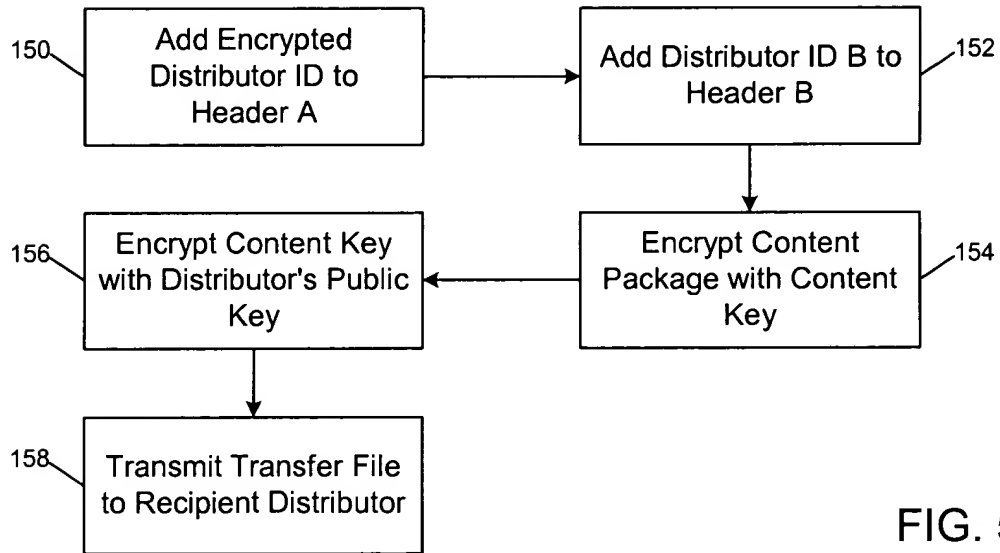 150
Add Encrypted
Distributor ID to
Header A
Add Distributor ID B to
Header B
152
156
Encrypt Content Key
with Distributor's Public
Key
Encrypt Content
Package with Content
Key
154
158
Transmit Transfer File
to Recipient Distributor
FIG.